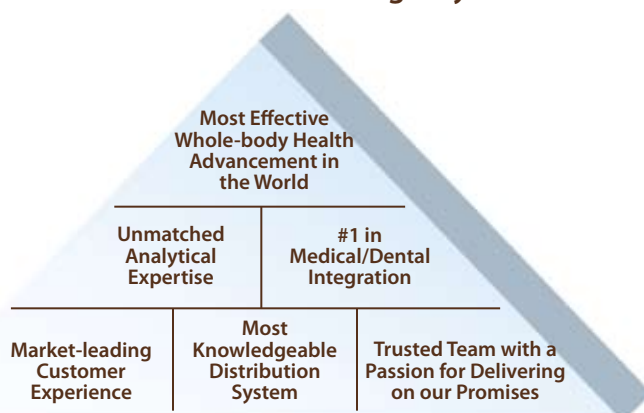 Most Effective
Whole-body Health
Advancement in
the World
Unmatched
Analytical
Expertise
#1 in
Medical/Dental
Integration
Market-leading
Customer
Experience
Most
Knowledgeable
Distribution
System
Trusted Team with a
Passion for Delivering
on our Promises